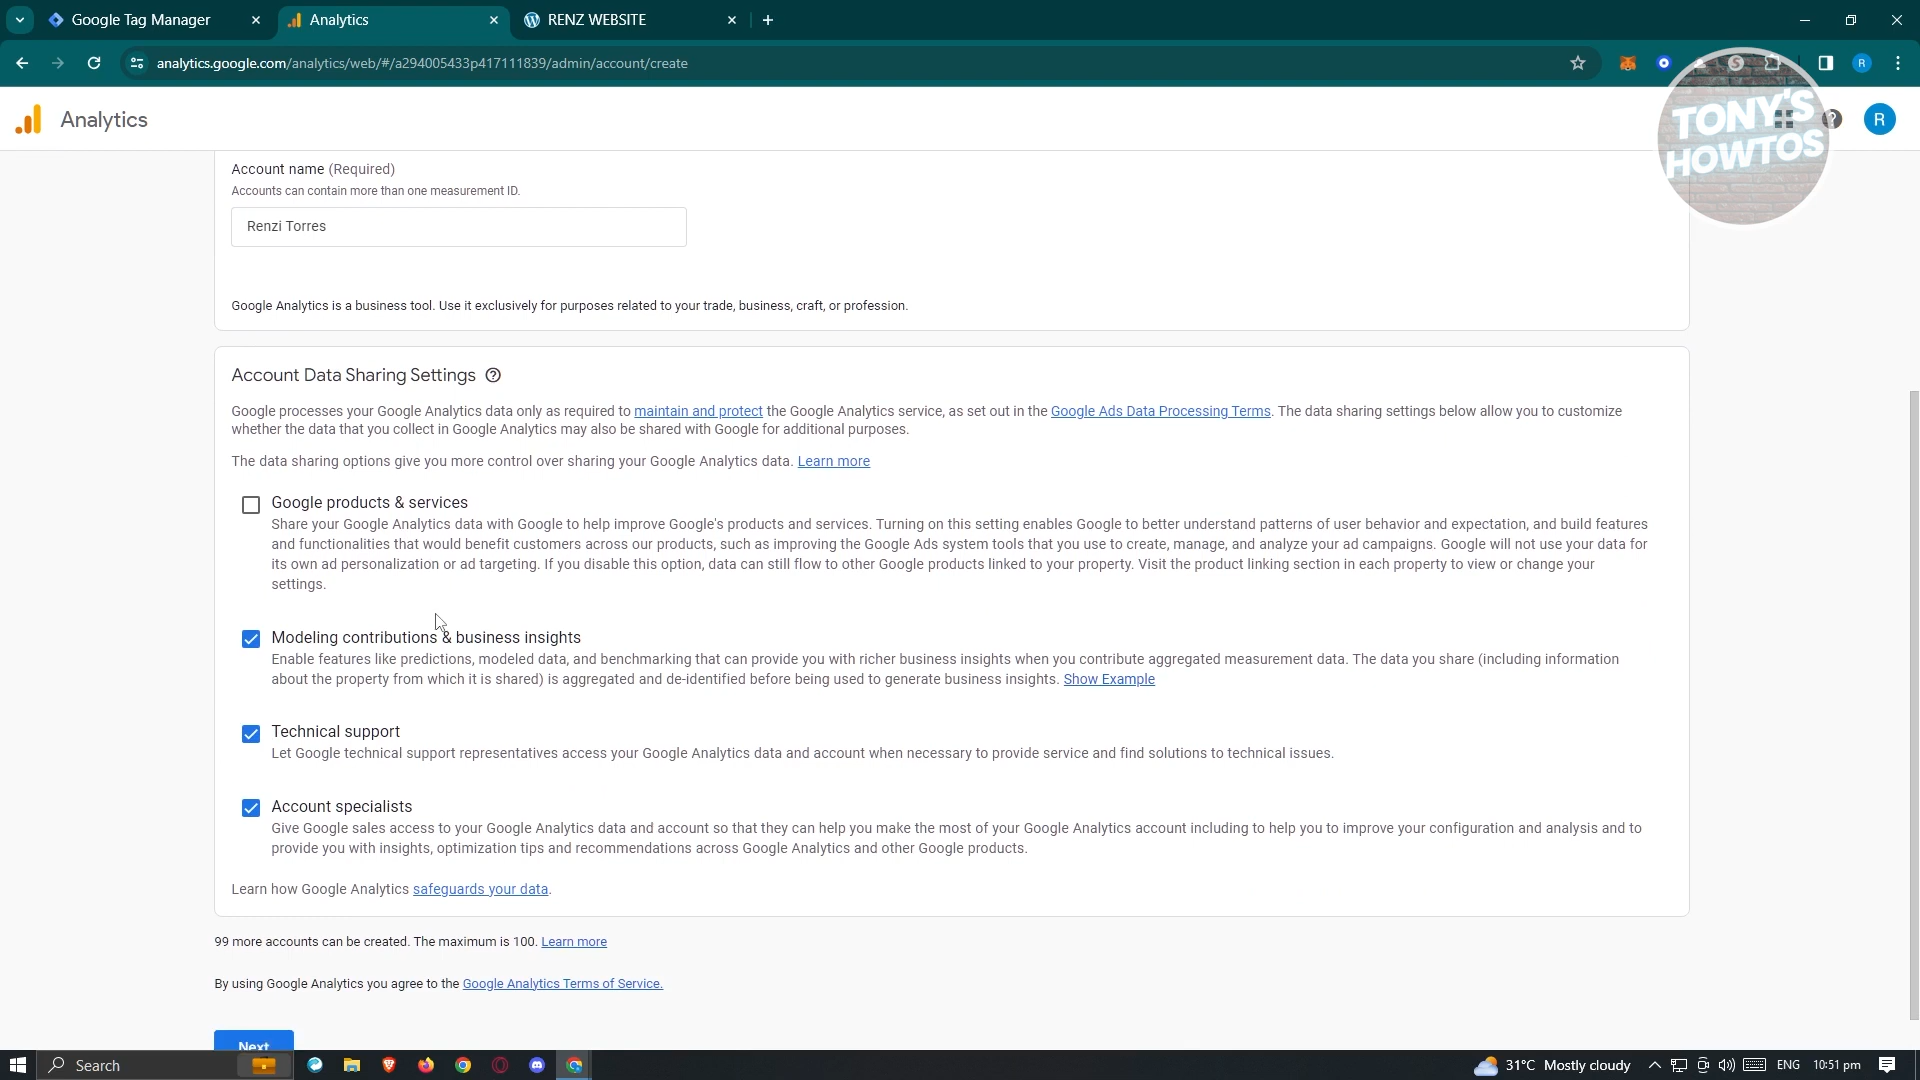 Google Tag Manager
Analytics
RENZ WEBSITE
analytics.google.com/analytics/web/#/a294005433p417111839/admin/account/create
R
Analytics
TONY'S
HOWTOS
R
Account name (Required)
Accounts can contain more than one measurement ID.
Renzi Torres
Google Analytics is a business tool. Use it exclusively for purposes related to your trade, business, craft, or profession.
Account Data Sharing Settings
Google processes your Google Analytics data only as required to maintain and protect the Google Analytics service, as set out in the Google Ads Data Processing Terms. The data sharing settings below allow you to customize
whether the data that you collect in Google Analytics may also be shared with Google for additional purposes.
The data sharing options give you more control over sharing your Google Analytics data. Learn more
Google products & services
Share your Google Analytics data with Google to help improve Google's products and services. Turning on this setting enables Google to better understand patterns of user behavior and expectation, and build features
and functionalities that would benefit customers across our products, such as improving the Google Ads system tools that you use to create, manage, and analyze your ad campaigns. Google will not use your data for
its own ad personalization or ad targeting. If you disable this option, data can still flow to other Google products linked to your property. Visit the product linking section in each property to view or change your
settings.
Modeling contributions & business insights
Enable features like predictions, modeled data, and benchmarking that can provide you with richer business insights when you contribute aggregated measurement data. The data you share (including information
about the property from which it is shared) is aggregated and de-identified before being used to generate business insights. Show Example
Technical support
Let Google technical support representatives access your Google Analytics data and account when necessary to provide service and find solutions to technical issues.
Account specialists
Give Google sales access to your Google Analytics data and account so that they can help you make the most of your Google Analytics account including to help you to improve your configuration and analysis and to
provide you with insights, optimization tips and recommendations across Google Analytics and other Google products.
Learn how Google Analytics safeguards your data.
99 more accounts can be created. The maximum is 100. Learn more
By using Google Analytics you agree to the Google Analytics Terms of Service.
Next
Search
31°C Mostly cloudy
ENG
10:51 pm